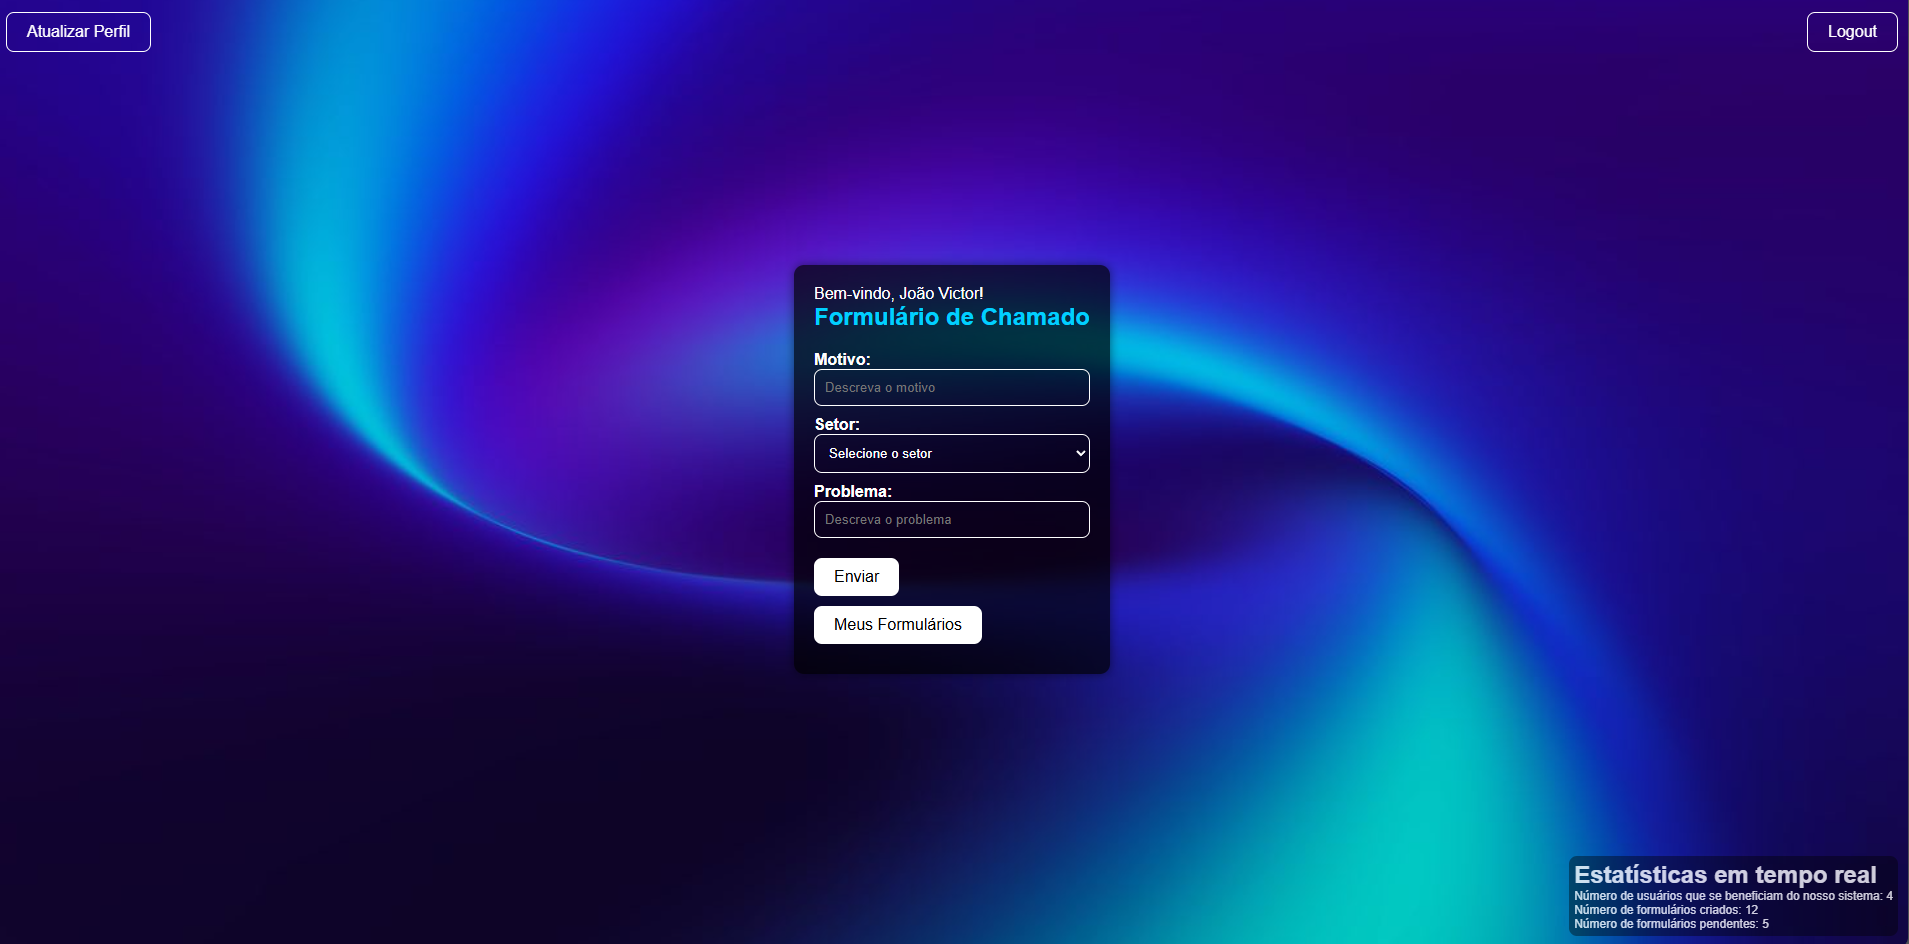 Atualizar Perfil
Logout
Bem-vindo, João Victor!
Formulário de Chamado
Motivo:
Descreva o motivo
Setor:
Selecione o setor
Problema:
Descreva o problema
Enviar
Meus Formulários
Estatísticas em tempo real
Número de usuários que se beneficiam do nosso sistema: 4
Número de formulários criados: 12
Número de formulários pendentes: 5